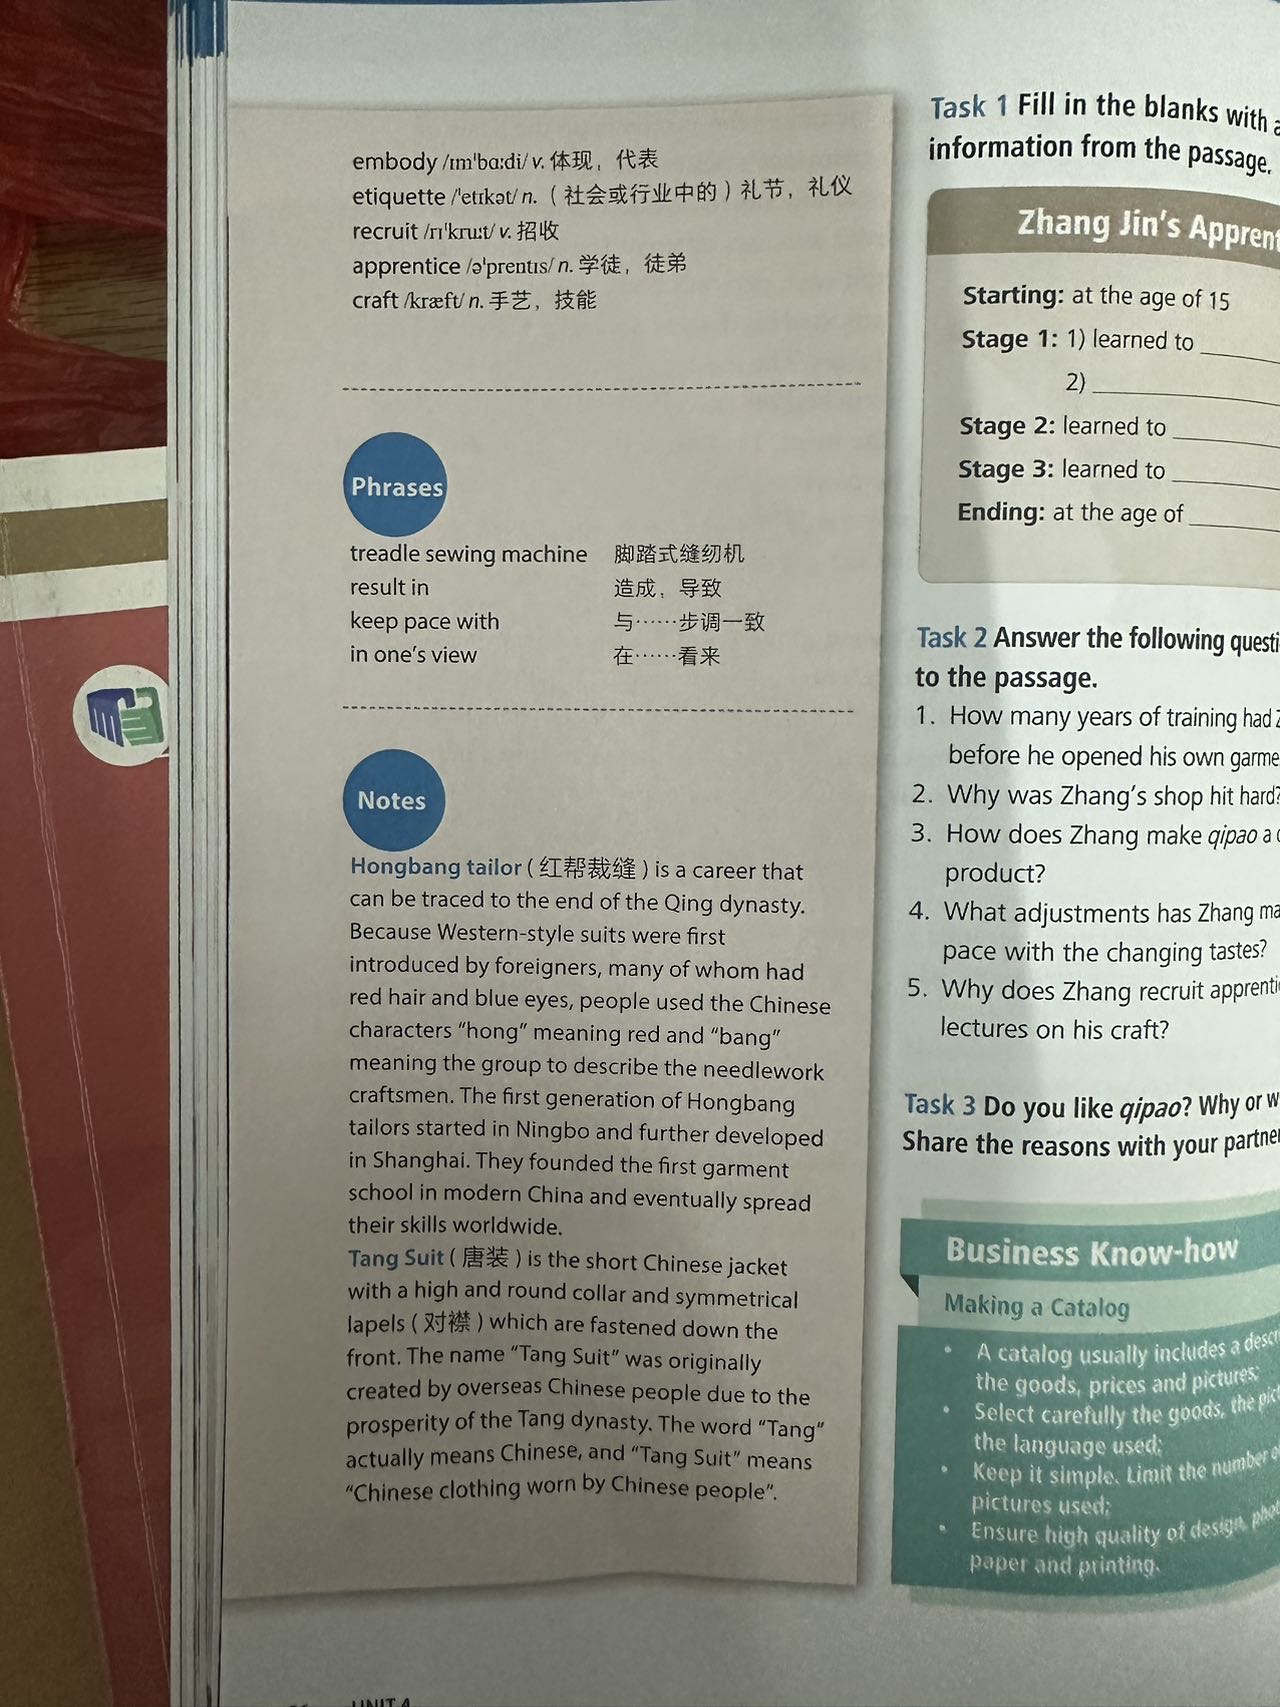 embody /ɪmˈbɑːdi/ v. 体现，代表
etiquette /ˈetɪkət/ n.（社会或行业中的）礼节，礼仪
recruit /rɪˈkruːt/ v. 招收
apprentice /əˈprentɪs/ n. 学徒，徒弟
craft /kræft/ n. 手艺，技能
Phrases
treadle sewing machine 脚踏式缝纫机
result in 造成，导致
keep pace with 与……步调一致
in one's view 在……看来
Notes
Hongbang tailor（红帮裁缝）is a career that
can be traced to the end of the Qing dynasty.
Because Western-style suits were first
introduced by foreigners, many of whom had
red hair and blue eyes, people used the Chinese
characters “hong” meaning red and “bang”
meaning the group to describe the needlework
craftsmen. The first generation of Hongbang
tailors started in Ningbo and further developed
in Shanghai. They founded the first garment
school in modern China and eventually spread
their skills worldwide.
Tang Suit（唐装）is the short Chinese jacket
with a high and round collar and symmetrical
lapels（对襟）which are fastened down the
front. The name “Tang Suit” was originally
created by overseas Chinese people due to the
prosperity of the Tang dynasty. The word “Tang”
actually means Chinese, and “Tang Suit” means
“Chinese clothing worn by Chinese people”.
UNIT 4
Task 1 Fill in the blanks with
information from the passage.
Zhang Jin's
Starting: at the age of 15
Stage 1: 1) learned to
2)
Stage 2: learned to
Stage 3: learned to
Ending: at the age of
Task 2 Answer the following
to the passage.
1. How many years of training had
before he opened his own
2. Why was Zhang's shop hit hard?
3. How does Zhang make qipao a
product?
4. What adjustments has Zhang
pace with the changing tastes?
5. Why does Zhang recruit
lectures on his craft?
Task 3 Do you like qipao? Why or
Share the reasons with your
Business Know-how
Making a Catalog
• A catalog usually includes a
the goods, prices and pictures;
• Select carefully the goods, the
the language used;
• Keep it simple. Limit the number
pictures used;
• Ensure high quality of design,
paper and printing.